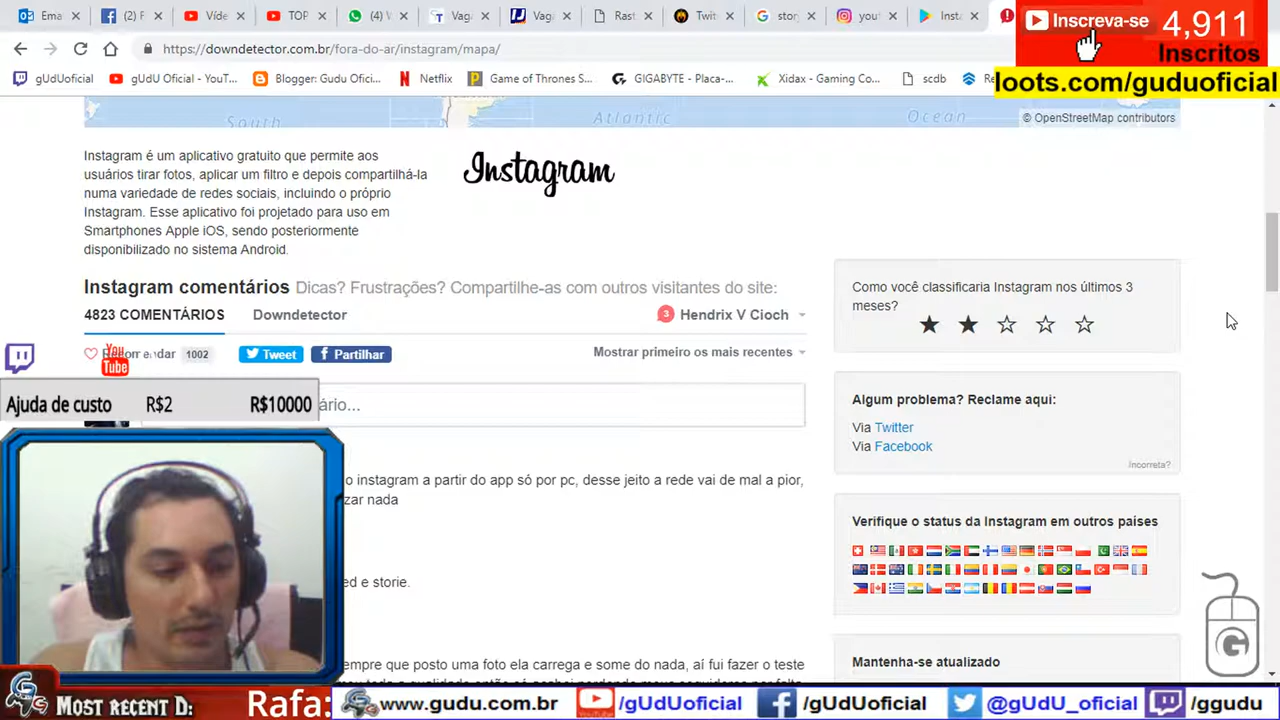 Ema
(2)
Víde
TOP
(4) V
Vaga
Vag
Rast
Twit
stor
you
Inst
Inscreva-se
4,911
Inscritos
https://downdetector.com.br/fora-do-ar/instagram/mapa/
gUdUoficial
gUdU Oficial - YouT...
Blogger: Gudu Ofici...
Netflix
Game of Thrones S...
GIGABYTE - Placa-...
Xidax - Gaming Co...
scdb
Re
loots.com/guduoficial
South
Atlantic
Ocean
© OpenStreetMap contributors
Instagram é um aplicativo gratuito que permite aos
usuários tirar fotos, aplicar um filtro e depois compartilhá-la
numa variedade de redes sociais, incluindo o próprio
Instagram. Esse aplicativo foi projetado para uso em
Smartphones Apple iOS, sendo posteriormente
disponibilizado no sistema Android.
Instagram
Instagram comentários Dicas? Frustrações? Compartilhe-as com outros visitantes do site:
4823 COMENTÁRIOS
Downdetector
3
Hendrix V Cioch
1002
Tweet
Partilhar
Mostrar primeiro os mais recentes
You
Tube
Ajuda de custo
R$2
R$10000
ário...
o instagram a partir do app só por pc, desse jeito a rede vai de mal a pior,
zar nada
ed e storie.
empre que posto uma foto ela carrega e some do nada, aí fui fazer o teste
Como você classificaria Instagram nos últimos 3
meses?
Algum problema? Reclame aqui:
Via Twitter
Via Facebook
Incorreta?
Verifique o status da Instagram em outros países
Mantenha-se atualizado
G
Most recent D:
Rafa:
www.gudu.com.br
/gUdUoficial
/gUdUoficial
@gUdU_oficial
/ggudu